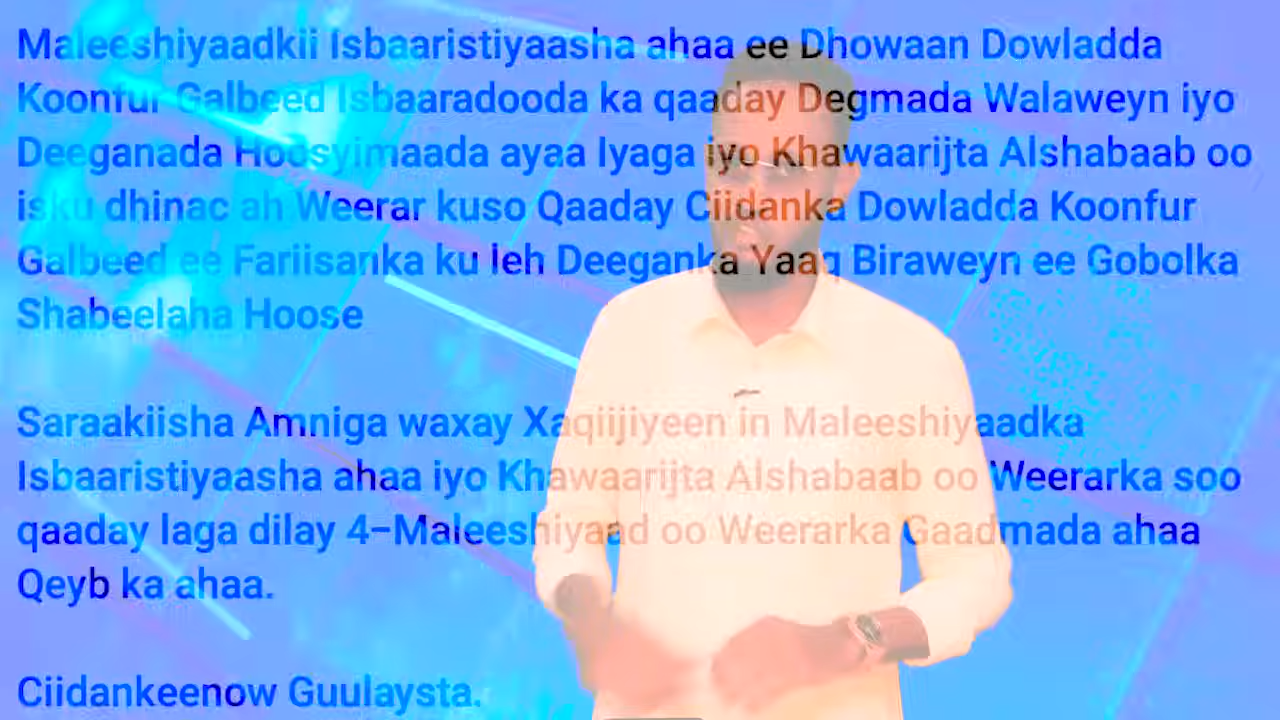 Maleeshiyaadkii Isbaaristiyaasha ahaa ee Dhowaan Dowladda
Koonfur Galbeed Isbaaradooda ka qaaday Degmada Walaweyn iyo
Deeganada Hoosyimaada ayaa Iyaga iyo Khawaarijta Alshabaab oo
isku dhinac ah Weerar kuso Qaaday Ciidanka Dowladda Koonfur
Galbeed ee Fariisanka ku leh Deeganka Yaaq Biraweyn ee Gobolka
Shabeelaha Hoose
Saraakiisha Amniga waxay Xaqiijiyeen in Maleeshiyaadka
Isbaaristiyaasha ahaa iyo Khawaarijta Alshabaab oo Weerarka soo
qaaday laga dilay 4-Maleeshiyaad oo Weerarka Gaadmada ahaa
Qeyb ka ahaa.
Ciidankeenow Guulaysta.